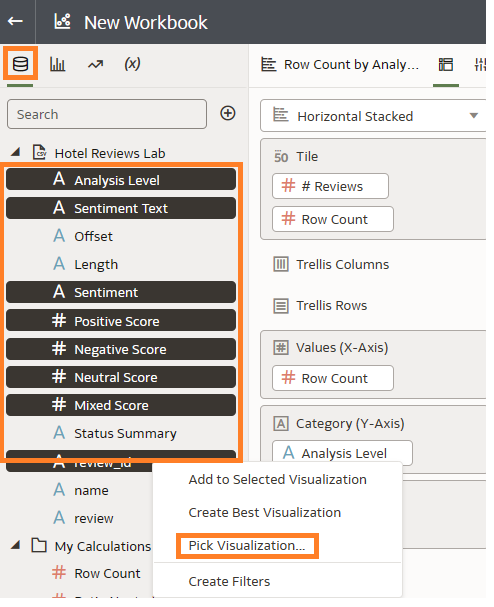 New Workbook
(x)
Row Count by Analy...
Search
Horizontal Stacked
Hotel Reviews Lab
CSV
50 Tile
A Analysis Level
# # Reviews
A Sentiment Text
# Row Count
A Offset
A Length
Trellis Columns
A Sentiment
Trellis Rows
# Positive Score
# Values (X-Axis)
# Negative Score
# Neutral Score
# Row Count
# Mixed Score
A Category (Y-Axis)
A Status Summary
A Analysis Level
A review_id
Add to Selected Visualization
A name
Create Best Visualization
A review
Pick Visualization...
My Calculations
# Row Count
Create Filters